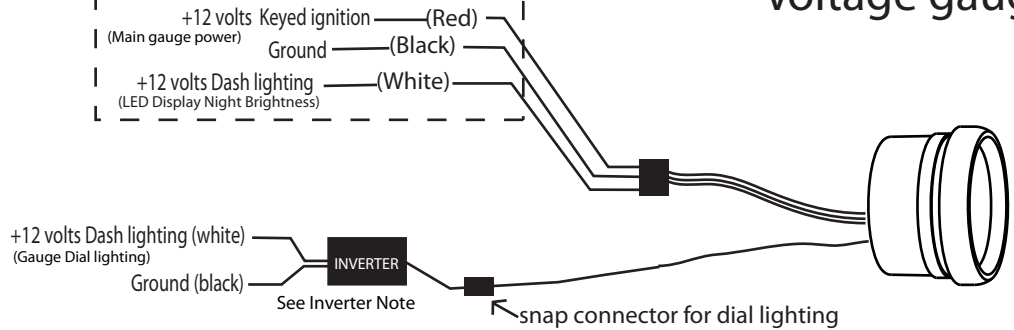 voltage gaug
+12 volts Keyed ignition (Red)
(Main gauge power)
Ground (Black)
+12 volts Dash lighting (White)
(LED Display Night Brightness)
+12 volts Dash lighting (white)
(Gauge Dial lighting)
INVERTER
Ground (black)
See Inverter Note
snap connector for dial lighting